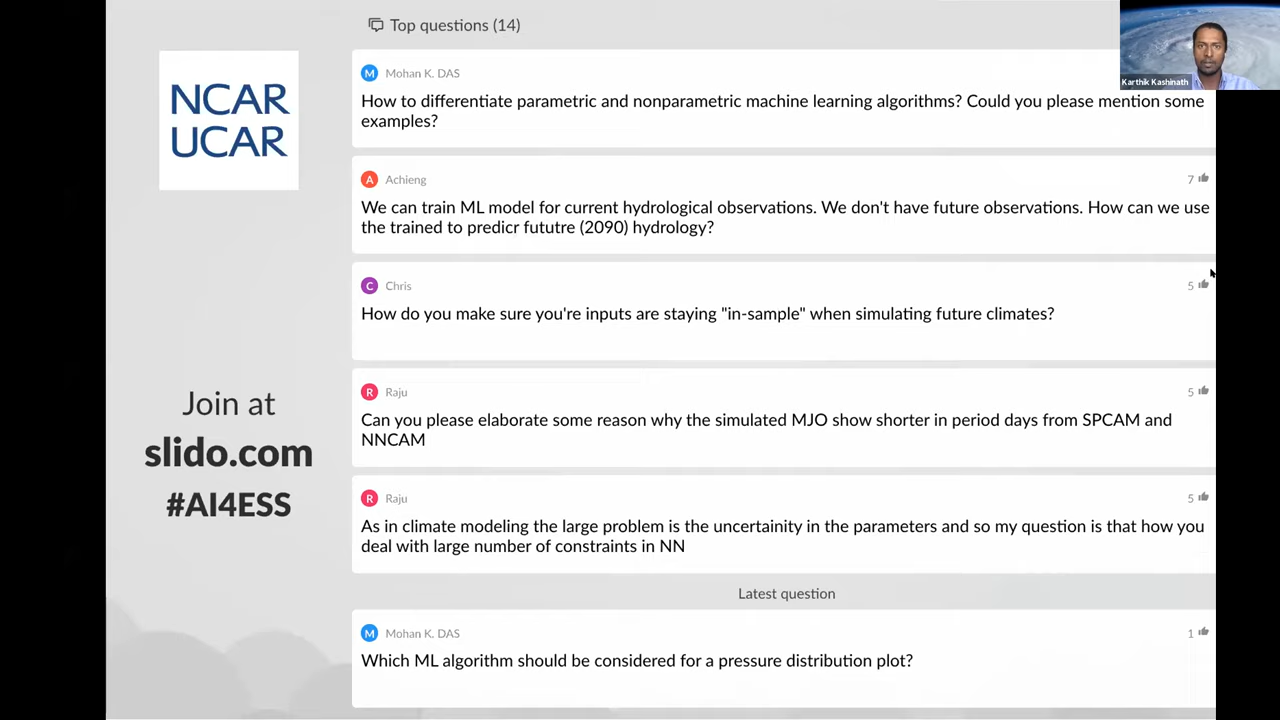 Top questions (14)
Karthik Kashinath
NCAR
UCAR
M Mohan K. DAS
How to differentiate parametric and nonparametric machine learning algorithms? Could you please mention some
examples?
A Achieng 7
We can train ML model for current hydrological observations. We don't have future observations. How can we use
the trained to predicr fututre (2090) hydrology?
C Chris 5
How do you make sure you're inputs are staying "in-sample" when simulating future climates?
R Raju 5
Can you please elaborate some reason why the simulated MJO show shorter in period days from SPCAM and
NNCAM
Join at
slido.com
#AI4ESS
R Raju 5
As in climate modeling the large problem is the uncertainity in the parameters and so my question is that how you
deal with large number of constraints in NN
Latest question
M Mohan K. DAS 1
Which ML algorithm should be considered for a pressure distribution plot?